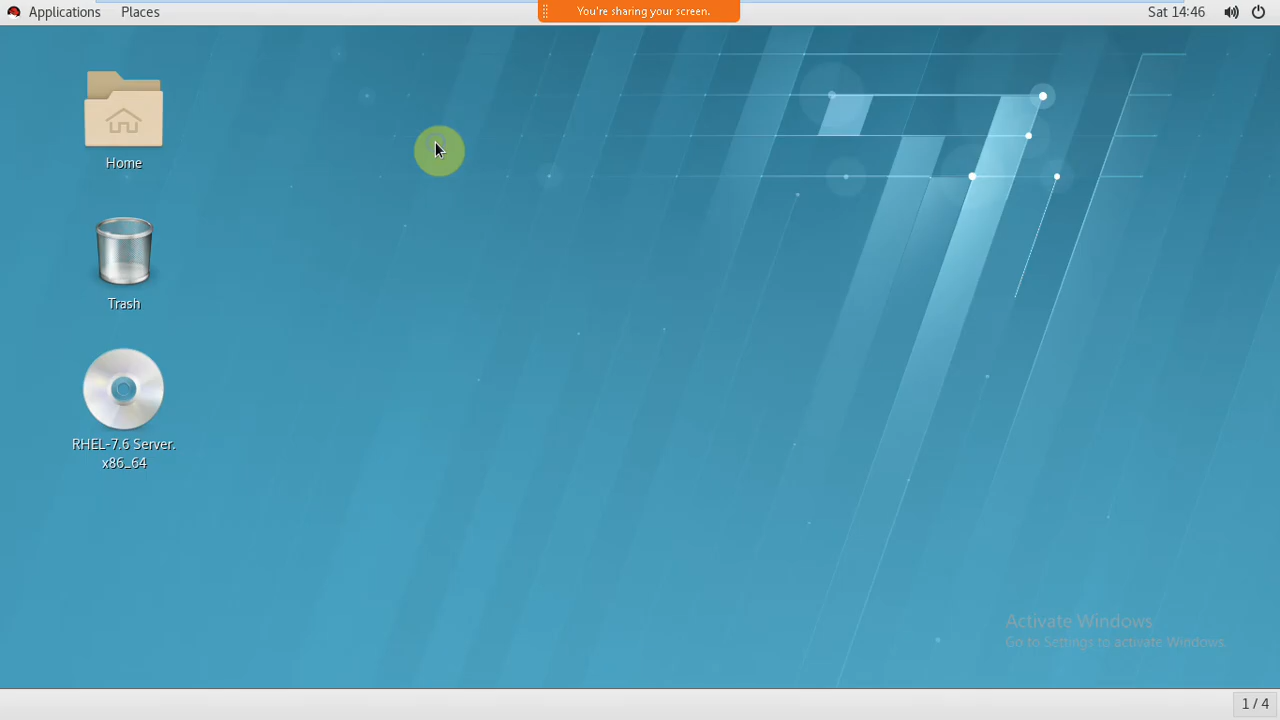 Applications Places You're sharing your screen. Sat 14:46
Home
Trash
RHEL-7.6 Server.
x86_64
Activate Windows
Go to Settings to activate Windows.
1 / 4